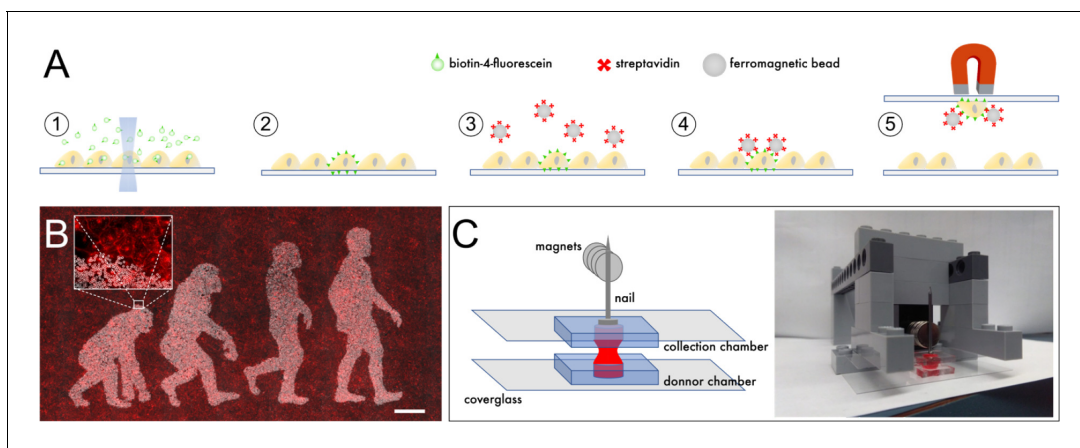 A
biotin-4-fluorescein
streptavidin
ferromagnetic bead
1
2
3
4
5
B
C
magnets
nail
collection chamber
donnor chamber
coverglass